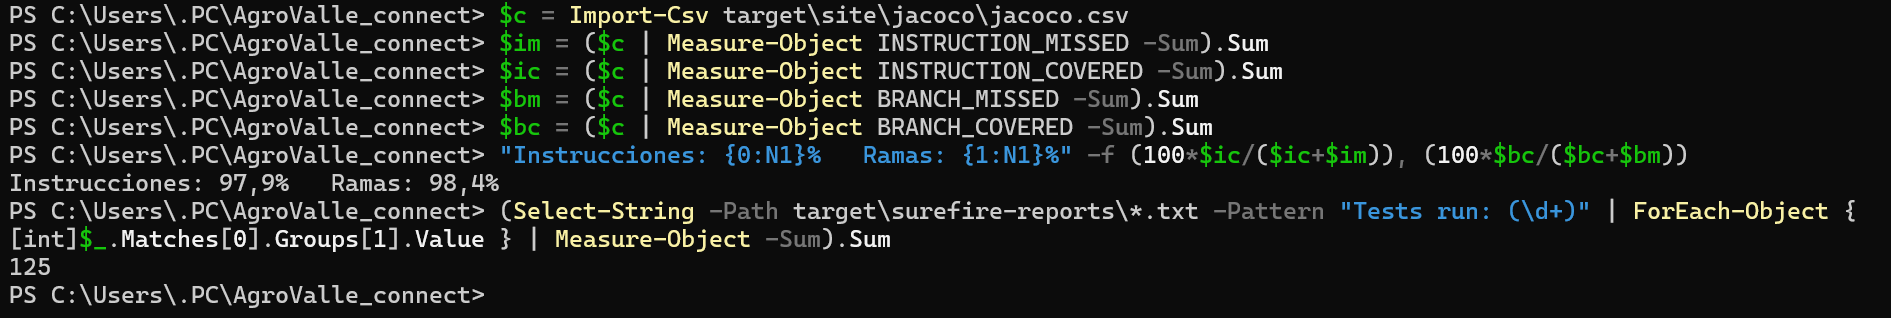 PS C:\Users\.PC\AgroValle_connect> $c = Import-Csv target\site\jacoco\jacoco.csv
PS C:\Users\.PC\AgroValle_connect> $im = ($c | Measure-Object INSTRUCTION_MISSED -Sum).Sum
PS C:\Users\.PC\AgroValle_connect> $ic = ($c | Measure-Object INSTRUCTION_COVERED -Sum).Sum
PS C:\Users\.PC\AgroValle_connect> $bm = ($c | Measure-Object BRANCH_MISSED -Sum).Sum
PS C:\Users\.PC\AgroValle_connect> $bc = ($c | Measure-Object BRANCH_COVERED -Sum).Sum
PS C:\Users\.PC\AgroValle_connect> "Instrucciones: {0:N1}%   Ramas: {1:N1}%" -f (100*$ic/($ic+$im)), (100*$bc/($bc+$bm))
Instrucciones: 97,9%   Ramas: 98,4%
PS C:\Users\.PC\AgroValle_connect> (Select-String -Path target\surefire-reports\*.txt -Pattern "Tests run: (\d+)" | ForEach-Object {
[int]$_.Matches[0].Groups[1].Value } | Measure-Object -Sum).Sum
125
PS C:\Users\.PC\AgroValle_connect>